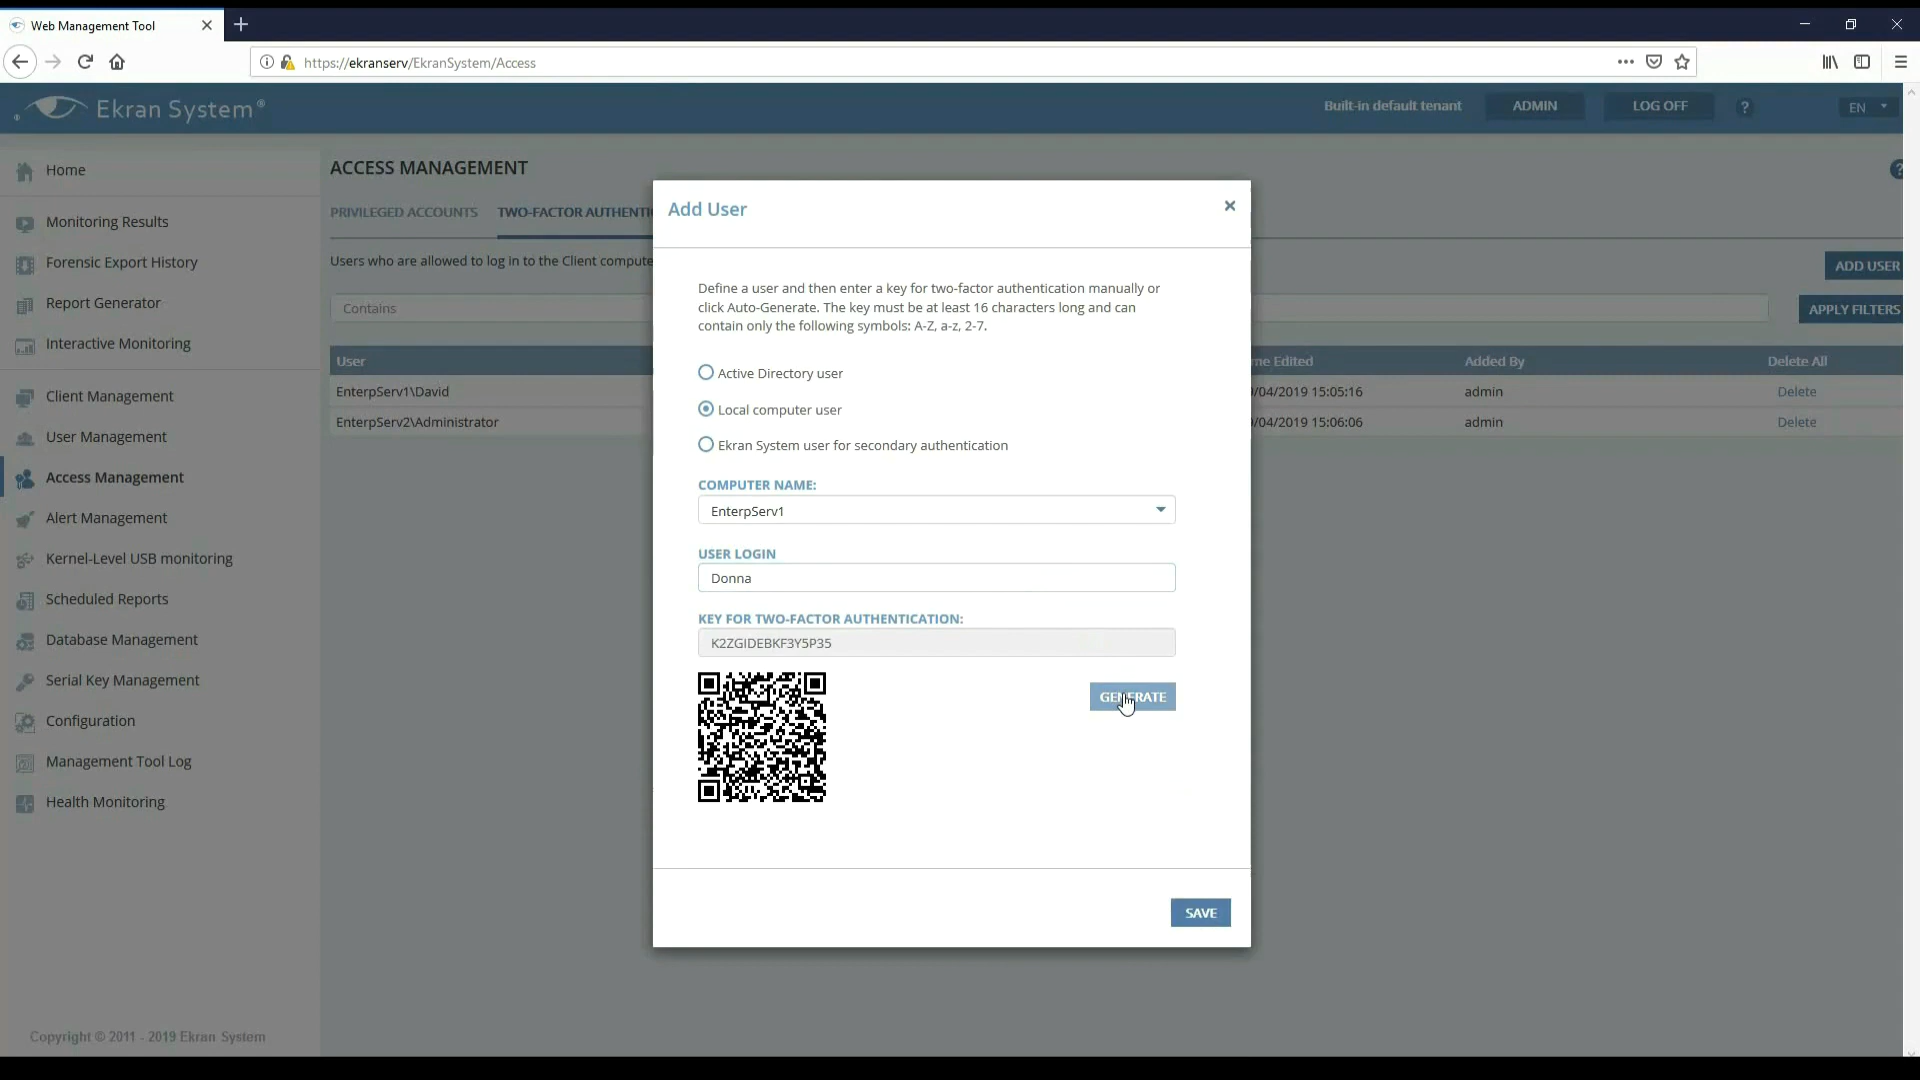 Web Management Tool
https://ekranserv/EkranSystem/Access
Ekran System®
Built-in default tenant
ADMIN
LOG OFF
?
EN
Home
Monitoring Results
Forensic Export History
Report Generator
Interactive Monitoring
Client Management
User Management
Access Management
Alert Management
Kernel-Level USB monitoring
Scheduled Reports
Database Management
Serial Key Management
Configuration
Management Tool Log
Health Monitoring
Copyright © 2011 - 2019 Ekran System
ACCESS MANAGEMENT
?
PRIVILEGED ACCOUNTS
TWO-FACTOR AUTHENTI
Users who are allowed to log in to the Client compute
ADD USER
Contains
APPLY FILTERS
User
me Edited
Added By
Delete All
EnterpServ1\David
/04/2019 15:05:16
admin
Delete
EnterpServ2\Administrator
/04/2019 15:06:06
admin
Delete
Add User
Define a user and then enter a key for two-factor authentication manually or
click Auto-Generate. The key must be at least 16 characters long and can
contain only the following symbols: A-Z, a-z, 2-7.
Active Directory user
Local computer user
Ekran System user for secondary authentication
COMPUTER NAME:
EnterpServ1
USER LOGIN
Donna
KEY FOR TWO-FACTOR AUTHENTICATION:
K2ZGIDEBKF3Y5P35
GENERATE
SAVE